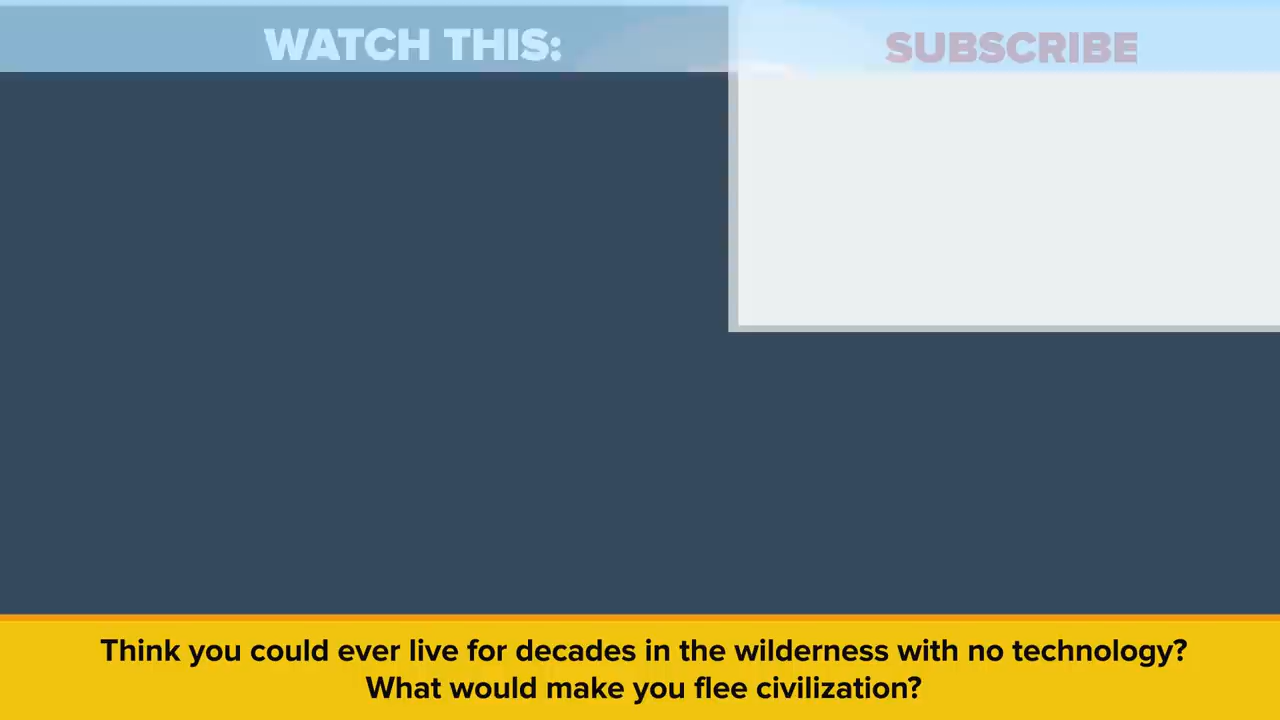 WATCH THIS:
SUBSCRIBE
Think you could ever live for decades in the wilderness with no technology?
What would make you flee civilization?